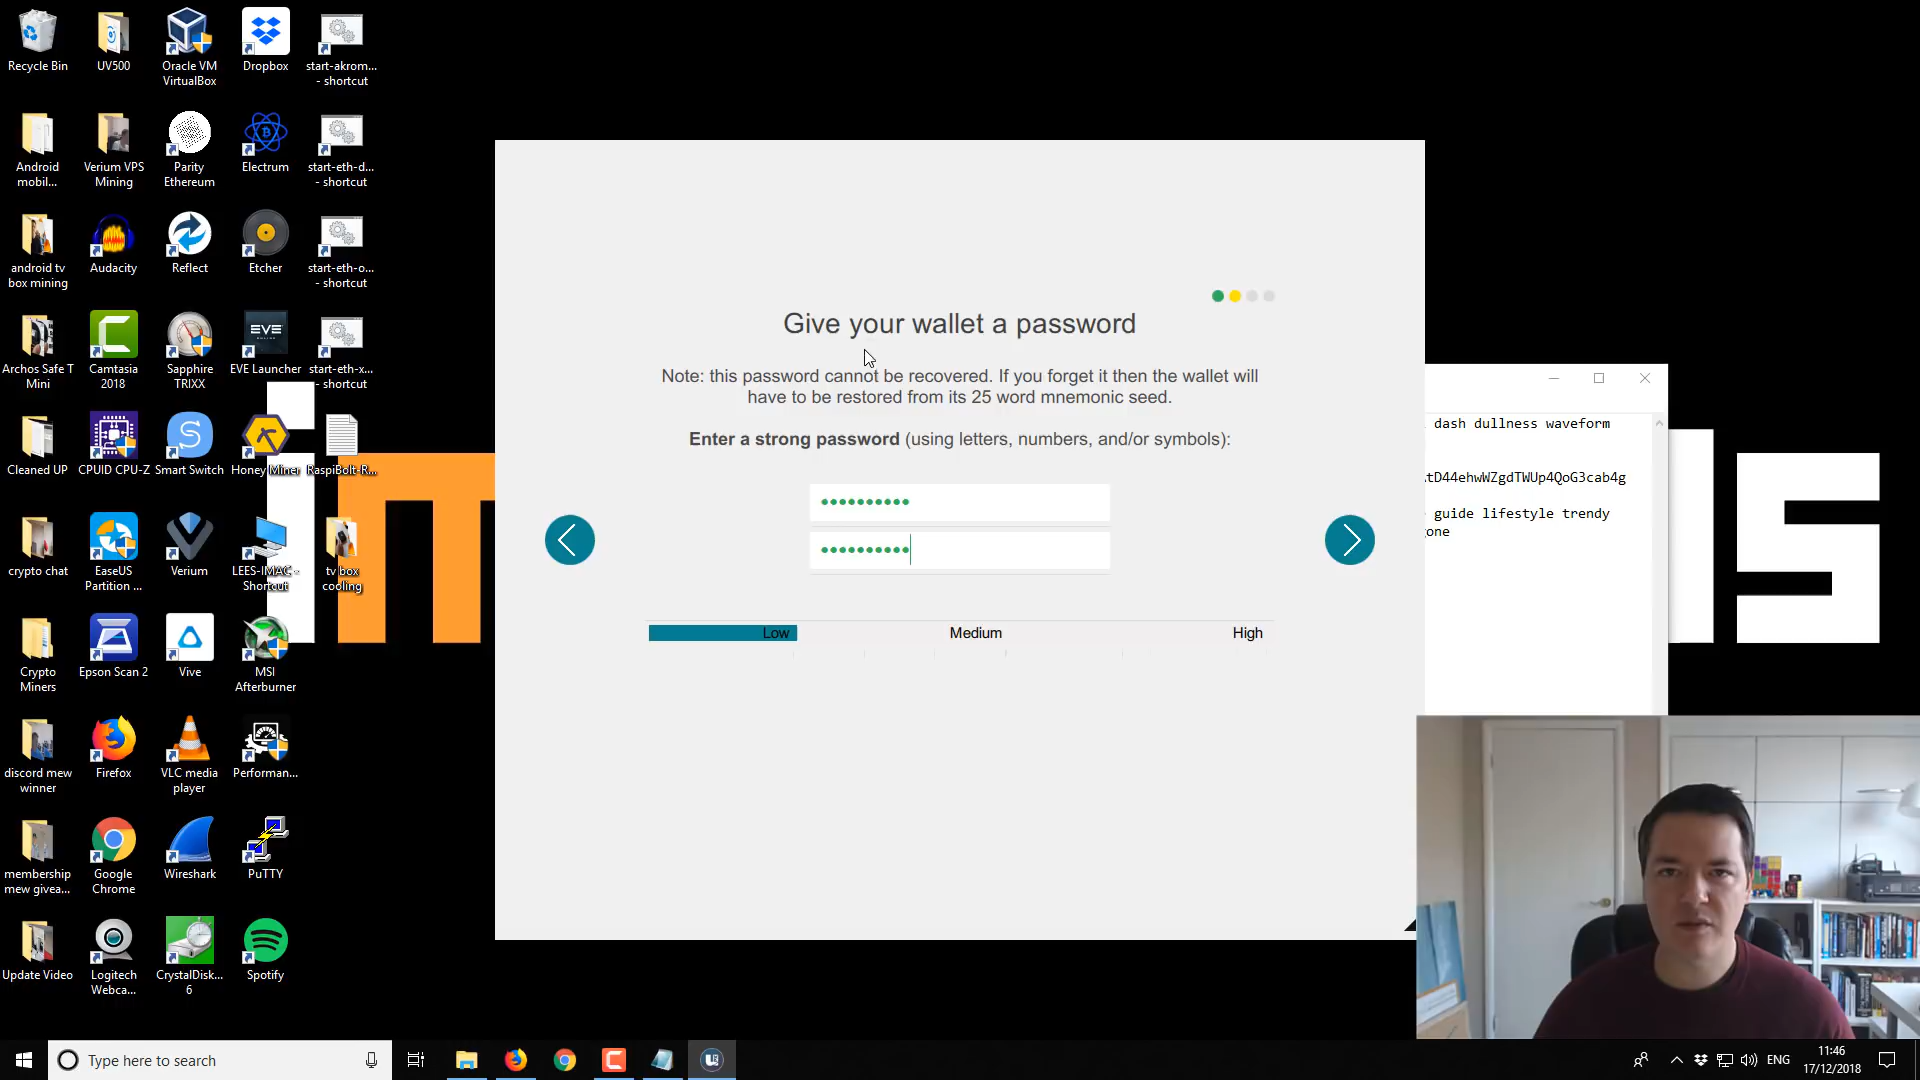 Recycle Bin
UV500
Oracle VM
VirtualBox
Dropbox
start-akrom...
- shortcut
Android
mobil...
Verium VPS
Mining
Parity
Ethereum
Electrum
start-eth-d...
- shortcut
android tv
box mining
Audacity
Reflect
Etcher
start-eth-o...
- shortcut
Archos Safe T
Mini
Camtasia
2018
Sapphire
TRIXX
EVE
EVE Launcher
start-eth-x...
- shortcut
Cleaned UP
CPUID CPU-Z
Smart Switch
Honey Miner
RaspiBolt-R...
crypto chat
EaseUS
Partition ...
Verium
LEES-IMAC -
Shortcut
tv box
cooling
Crypto
Miners
Epson Scan 2
Vive
MSI
Afterburner
discord mew
winner
Firefox
VLC media
player
Performan...
membership
mew givea...
Google
Chrome
Wireshark
PuTTY
Update Video
Logitech
Webca...
CrystalDisk...
6
Spotify
Give your wallet a password
Note: this password cannot be recovered. If you forget it then the wallet will
have to be restored from its 25 word mnemonic seed.
Enter a strong password (using letters, numbers, and/or symbols):
Low
Medium
High
dash dullness waveform
tD44ehwWZgdTWUp4QoG3cab4g
guide lifestyle trendy
one
Type here to search
ENG
11:46
17/12/2018